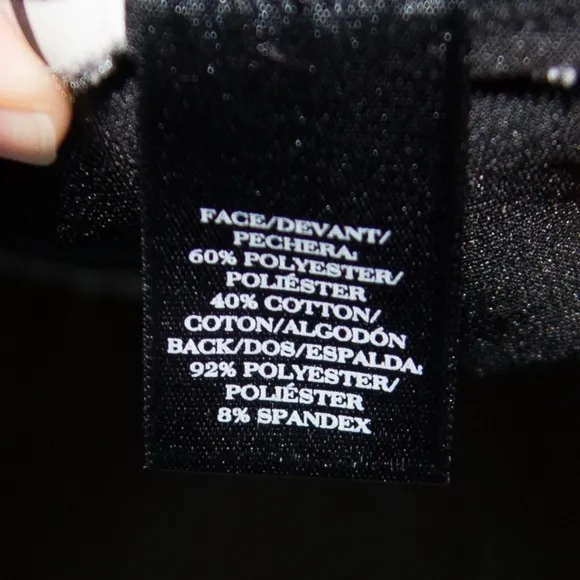 FACE/DEVANT/
PECHERA:
60% POLYESTER/
POLIÉSTER
40% COTTON/
COTON/ALGODÓN
BACK/DOS/ESPALDA:
92% POLYESTER/
POLIÉSTER
8% SPANDEX